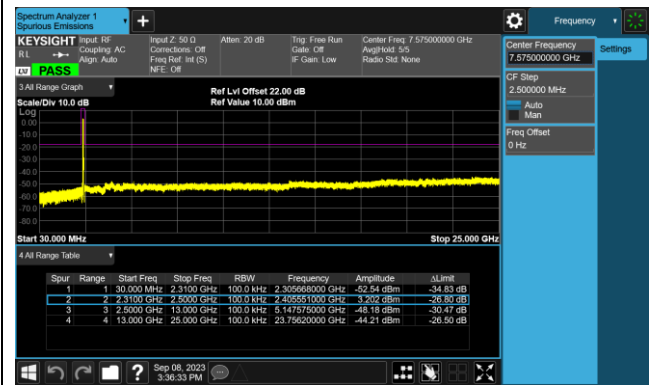 Spectrum Analyzer 1
Spurious Emissions
Frequency
KEYSIGHT Input: RF Input Z: 50 Ω Atten: 20 dB Trig: Free Run Center Freq: 7.575000000 GHz
R L Coupling: AC Corrections: Off Gate: Off Avg|Hold: 5/5
Align: Auto Freq Ref: Int (S) IF Gain: Low Radio Std: None
LXI PASS NFE: Off
Center Frequency
7.575000000 GHz
Settings
CF Step
2.500000 MHz
Auto
Man
Freq Offset
0 Hz
3 All Range Graph
Ref Lvl Offset 22.00 dB
Scale/Div 10.0 dB Ref Value 10.00 dBm
Log
0.00
-10.0
-20.0
-30.0
-40.0
-50.0
-60.0
-70.0
-80.0
Start 30.000 MHz Stop 25.000 GHz
4 All Range Table
Spur Range Start Freq Stop Freq RBW Frequency Amplitude ΔLimit
1 1 30.000 MHz 2.3100 GHz 100.0 kHz 2.305668000 GHz -52.54 dBm -34.83 dB
2 2 2.3100 GHz 2.5000 GHz 100.0 kHz 2.405551000 GHz 3.202 dBm -26.80 dB
3 3 2.5000 GHz 13.000 GHz 100.0 kHz 5.147575000 GHz -48.18 dBm -30.47 dB
4 4 13.000 GHz 25.000 GHz 100.0 kHz 23.75620000 GHz -44.21 dBm -26.50 dB
Sep 08, 2023
3:36:33 PM